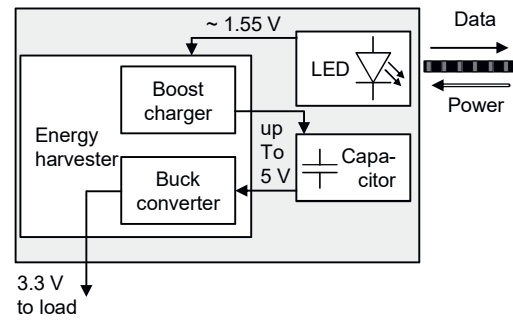 ~ 1.55 V
Data
LED
Power
Boost
charger
up
To
5 V
Energy
harvester
Capa-
citor
Buck
converter
3.3 V
to load